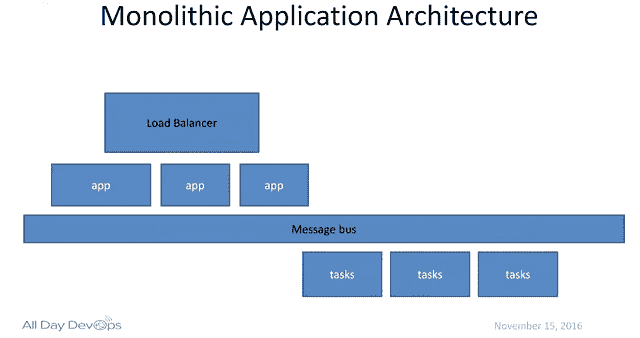 Monolithic Application Architecture
Load Balancer
app app app
Message bus
tasks tasks tasks
All Day DevOps November 15, 2016